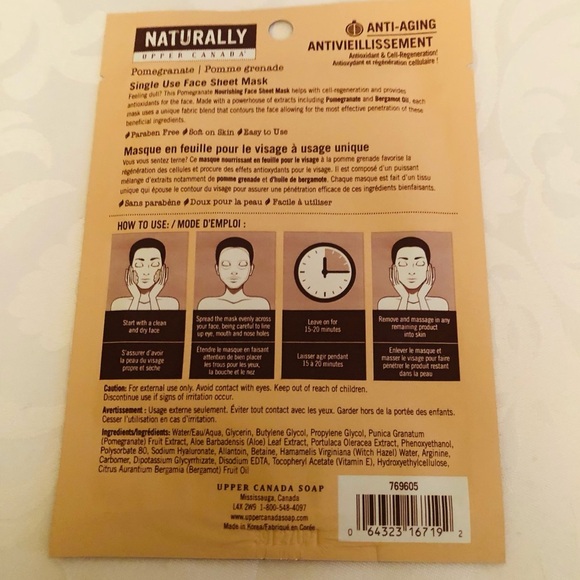 NATURALLY
UPPER CANADA
ANTI-AGING
ANTIVIEILLISSEMENT
Antioxidant & Cell-Regeneration!
Antioxydant et régénération cellulaire !
Pomegranate | Pomme grenade
Single Use Face Sheet Mask
Feeling dull? This Pomegranate Nourishing Face Sheet Mask helps with cell-regeneration and provides
antioxidants for the face. Made with a powerhouse of extracts including Pomegranate and Bergamot Oil, each
mask uses a unique fabric blend that contours the face allowing for the most effective penetration of these
beneficial ingredients.
Paraben Free Soft on Skin Easy to Use
Masque en feuille pour le visage à usage unique
Vous vous sentez terne? Ce masque nourrissant en feuille pour le visage à la pomme grenade favorise la
régénération des cellules et procure des effets antioxydants pour le visage. Il est composé d'un puissant
mélange d'extraits notamment de pomme grenade et d'huile de bergamote. Chaque masque est fait d'un tissu
unique qui épouse le contour du visage pour assurer une pénétration efficace de ces ingrédients bienfaisants.
Sans parabène Doux pour la peau Facile à utiliser
HOW TO USE: / MODE D'EMPLOI :
Start with a clean
and dry face
S'assurer d'avoir
la peau du visage
propre et sèche
Spread the mask evenly across
your face, being careful to line
up eye, mouth and nose holes
Étendre le masque en faisant
attention de bien placer
les trous pour les yeux,
la bouche et le nez
Leave on for
15-20 minutes
Laisser agir pendant
15 à 20 minutes
Remove and massage in any
remaining product
into skin
Enlever le masque et
masser le visage pour faire
pénétrer le produit restant
dans la peau
Caution: For external use only. Avoid contact with eyes. Keep out of reach of children.
Discontinue use if signs of irritation occur.
Avertissement : Usage externe seulement. Éviter tout contact avec les yeux. Garder hors de la portée des enfants.
Cesser l'utilisation en cas d'irritation.
Ingredients/Ingrédients: Water/Eau/Aqua, Glycerin, Butylene Glycol, Propylene Glycol, Punica Granatum
(Pomegranate) Fruit Extract, Aloe Barbadensis (Aloe) Leaf Extract, Portulaca Oleracea Extract, Phenoxyethanol,
Polysorbate 80, Sodium Hyaluronate, Allantoin, Betaine, Hamamelis Virginiana (Witch Hazel) Water, Arginine,
Carbomer, Dipotassium Glycyrrhizate, Disodium EDTA, Tocopheryl Acetate (Vitamin E), Hydroxyethylcellulose,
Citrus Aurantium Bergamia (Bergamot) Fruit Oil
UPPER CANADA SOAP
Mississauga, Canada
L4X 2W5 1-800-548-4097
www.uppercanadasoap.com
Made in Korea/Fabriqué en Corée
769605
0 64323 16719 2